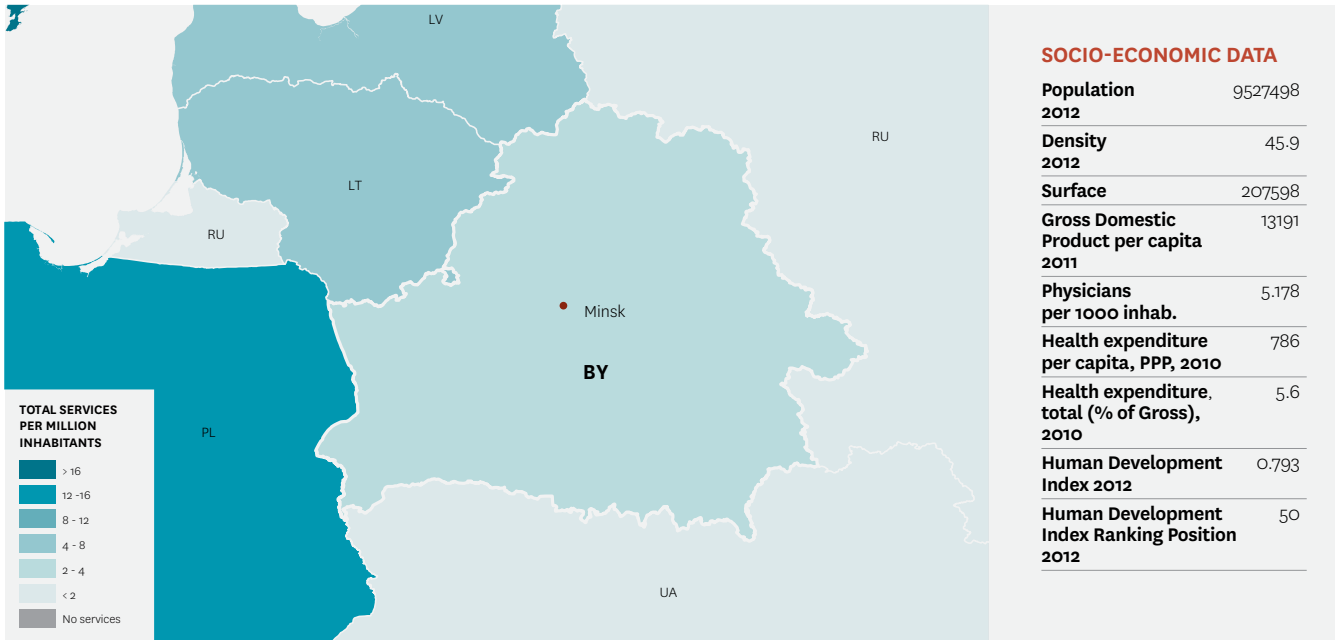 LV
RU
LT
RU
Minsk
BY
PL
UA
TOTAL SERVICES
PER MILLION
INHABITANTS
> 16
12 -16
8 - 12
4 - 8
2 - 4
< 2
No services
SOCIO-ECONOMIC DATA
Population 9527498
2012
Density 45.9
2012
Surface 207598
Gross Domestic 13191
Product per capita
2011
Physicians 5.178
per 1000 inhab.
Health expenditure 786
per capita, PPP, 2010
Health expenditure, 5.6
total (% of Gross),
2010
Human Development 0.793
Index 2012
Human Development 50
Index Ranking Position
2012